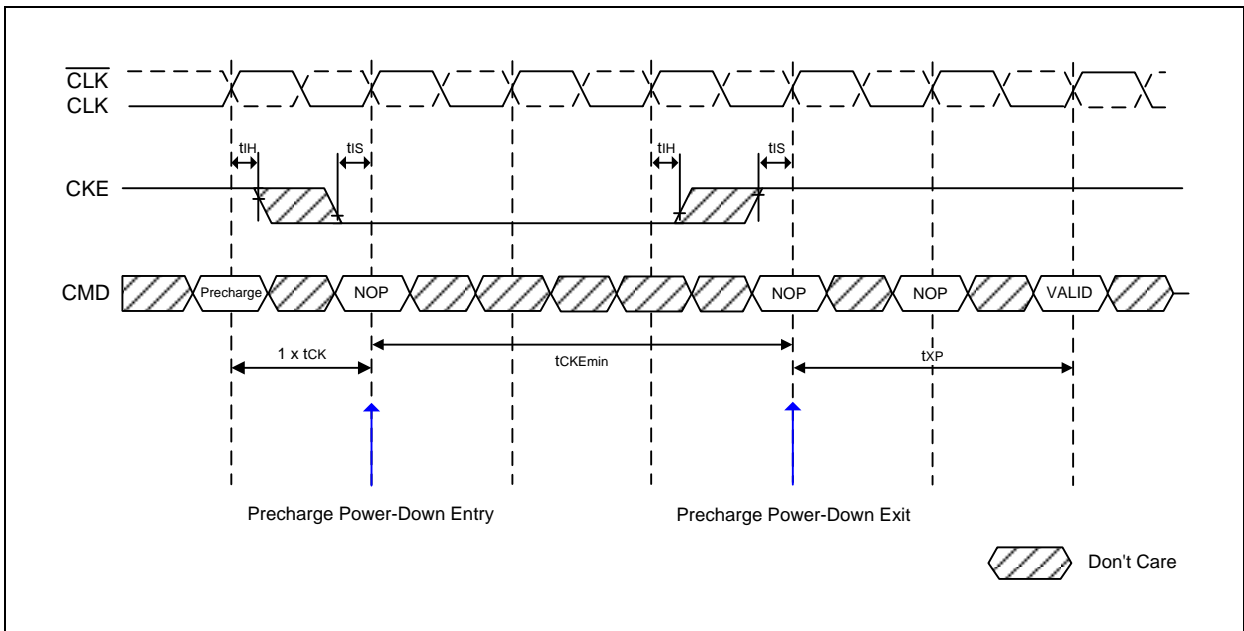 CLK
CLK
tIH tIS tIH tIS
CKE
CMD Precharge NOP NOP NOP VALID
1 x tCK tCKEmin tXP
Precharge Power-Down Entry Precharge Power-Down Exit
Don't Care